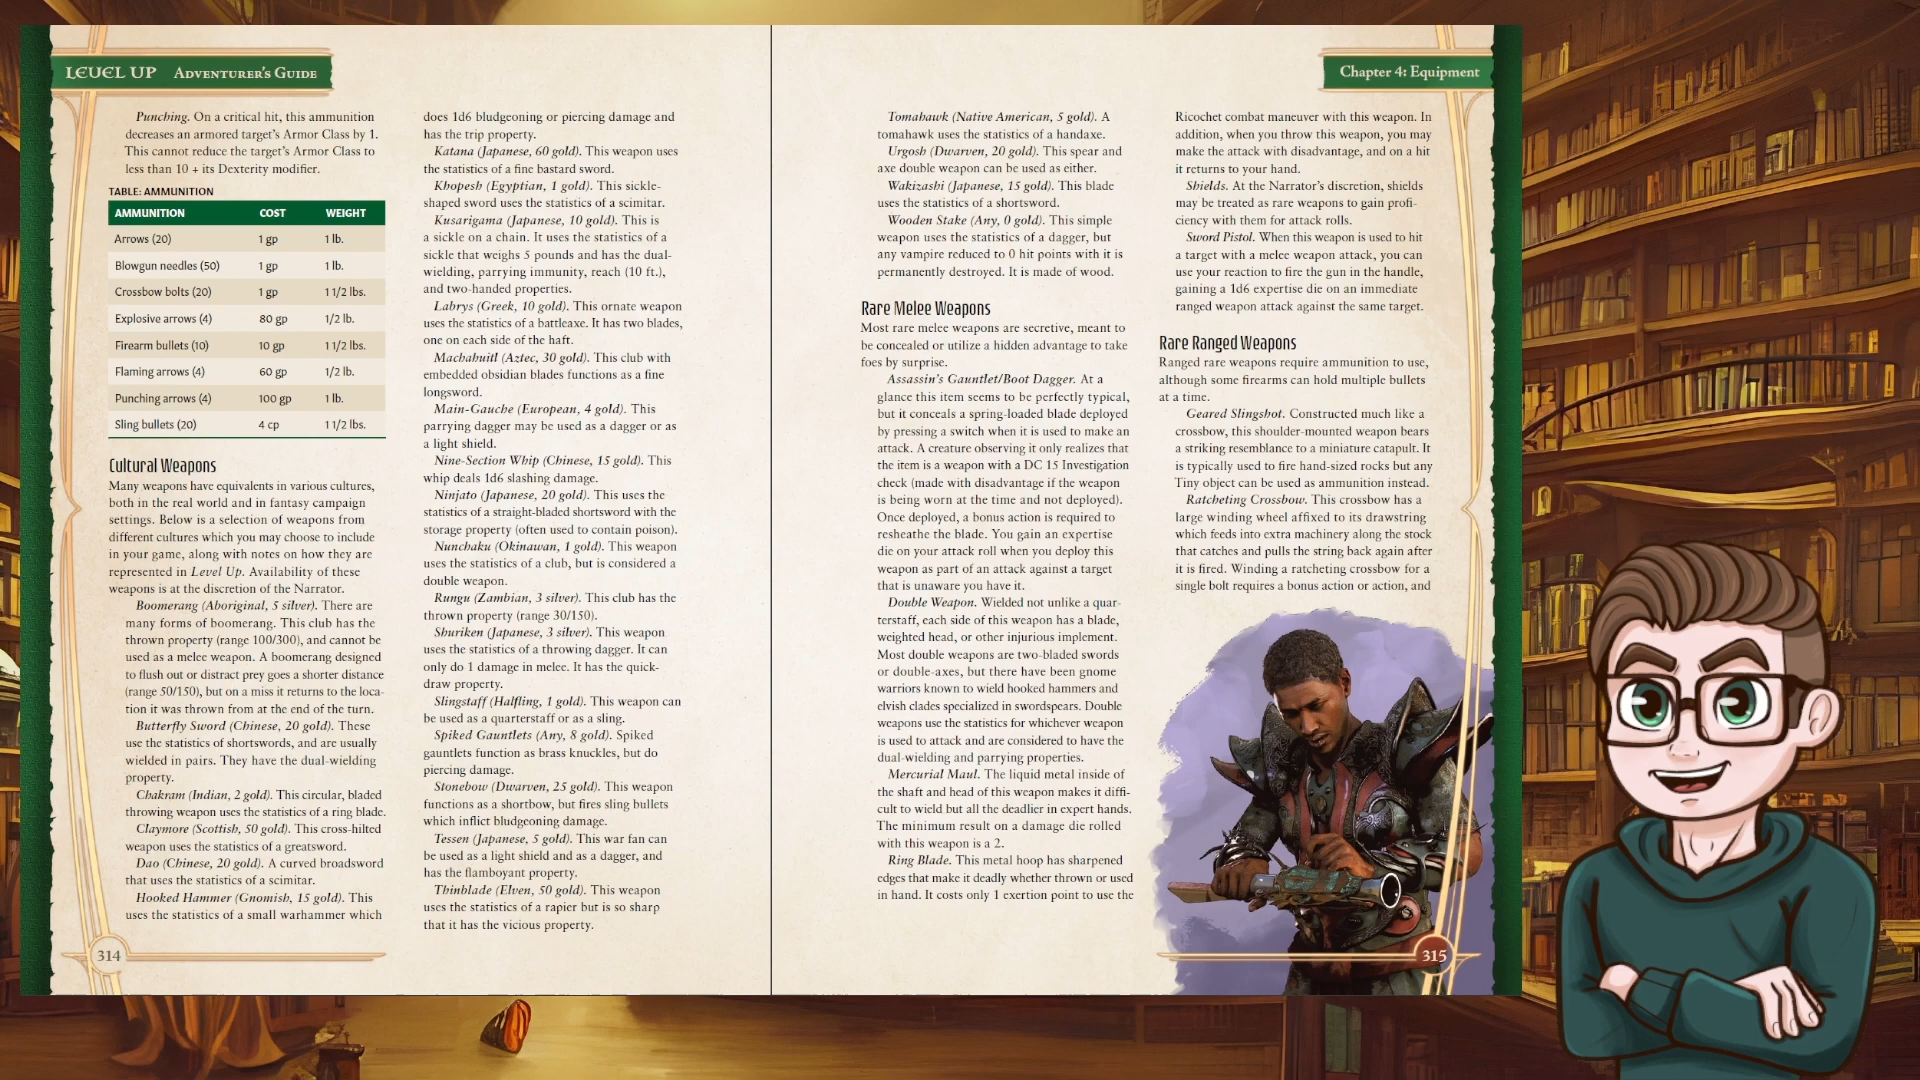 LEVEL UP ADVENTURER'S GUIDE
Punching. On a critical hit, this ammunition
decreases an armored target's Armor Class by 1.
This cannot reduce the target's Armor Class to
less than 10 + its Dexterity modifier.
TABLE: AMMUNITION
AMMUNITION COST WEIGHT
Arrows (20) 1 gp 1 lb.
Blowgun needles (50) 1 gp 1 lb.
Crossbow bolts (20) 1 gp 1 1/2 lbs.
Explosive arrows (4) 80 gp 1/2 lb.
Firearm bullets (10) 10 gp 1 1/2 lbs.
Flaming arrows (4) 60 gp 1/2 lb.
Punching arrows (4) 100 gp 1 lb.
Sling bullets (20) 4 cp 1 1/2 lbs.
Cultural Weapons
Many weapons have equivalents in various cultures,
both in the real world and in fantasy campaign
settings. Below is a selection of weapons from
different cultures which you may choose to include
in your game, along with notes on how they are
represented in Level Up. Availability of these
weapons is at the discretion of the Narrator.
Boomerang (Aboriginal, 5 silver). There are
many forms of boomerang. This club has the
thrown property (range 100/300), and cannot be
used as a melee weapon. A boomerang designed
to flush out or distract prey goes a shorter distance
(range 50/150), but on a miss it returns to the loca-
tion it was thrown from at the end of the turn.
Butterfly Sword (Chinese, 20 gold). These
use the statistics of shortswords, and are usually
wielded in pairs. They have the dual-wielding
property.
Chakram (Indian, 2 gold). This circular, bladed
throwing weapon uses the statistics of a ring blade.
Claymore (Scottish, 50 gold). This cross-hilted
weapon uses the statistics of a greatsword.
Dao (Chinese, 20 gold). A curved broadsword
that uses the statistics of a scimitar.
Hooked Hammer (Gnomish, 15 gold). This
uses the statistics of a small warhammer which
314
does 1d6 bludgeoning or piercing damage and
has the trip property.
Katana (Japanese, 60 gold). This weapon uses
the statistics of a fine bastard sword.
Khopesh (Egyptian, 1 gold). This sickle-
shaped sword uses the statistics of a scimitar.
Kusarigama (Japanese, 10 gold). This is
a sickle on a chain. It uses the statistics of a
sickle that weighs 5 pounds and has the dual-
wielding, parrying immunity, reach (10 ft.),
and two-handed properties.
Labrys (Greek, 10 gold). This ornate weapon
uses the statistics of a battleaxe. It has two blades,
one on each side of the haft.
Machahuitl (Aztec, 30 gold). This club with
embedded obsidian blades functions as a fine
longsword.
Main-Gauche (European, 4 gold). This
parrying dagger may be used as a dagger or as
a light shield.
Nine-Section Whip (Chinese, 15 gold). This
whip deals 1d6 slashing damage.
Ninjato (Japanese, 20 gold). This uses the
statistics of a straight-bladed shortsword with the
storage property (often used to contain poison).
Nunchaku (Okinawan, 1 gold). This weapon
uses the statistics of a club, but is considered a
double weapon.
Rungu (Zambian, 3 silver). This club has the
thrown property (range 30/150).
Shuriken (Japanese, 3 silver). This weapon
uses the statistics of a throwing dagger. It can
only do 1 damage in melee. It has the quick-
draw property.
Slingstaff (Halfling, 1 gold). This weapon can
be used as a quarterstaff or as a sling.
Spiked Gauntlets (Any, 8 gold). Spiked
gauntlets function as brass knuckles, but do
piercing damage.
Stonebow (Dwarven, 25 gold). This weapon
functions as a shortbow, but fires sling bullets
which inflict bludgeoning damage.
Tessen (Japanese, 5 gold). This war fan can
be used as a light shield and as a dagger, and
has the flamboyant property.
Thinblade (Elven, 50 gold). This weapon
uses the statistics of a rapier but is so sharp
that it has the vicious property.
Chapter 4: Equipment
Tomahawk (Native American, 5 gold). A
tomahawk uses the statistics of a handaxe.
Urgosh (Dwarven, 20 gold). This spear and
axe double weapon can be used as either.
Wakizashi (Japanese, 15 gold). This blade
uses the statistics of a shortsword.
Wooden Stake (Any, 0 gold). This simple
weapon uses the statistics of a dagger, but
any vampire reduced to 0 hit points with it is
permanently destroyed. It is made of wood.
Rare Melee Weapons
Most rare melee weapons are secretive, meant to
be concealed or utilize a hidden advantage to take
foes by surprise.
Assassin's Gauntlet/Boot Dagger. At a
glance this item seems to be perfectly typical,
but it conceals a spring-loaded blade deployed
by pressing a switch when it is used to make an
attack. A creature observing it only realizes that
the item is a weapon with a DC 15 Investigation
check (made with disadvantage if the weapon
is being worn at the time and not deployed).
Once deployed, a bonus action is required to
resheathe the blade. You gain an expertise
die on your attack roll when you deploy this
weapon as part of an attack against a target
that is unaware you have it.
Double Weapon. Wielded not unlike a quar-
terstaff, each side of this weapon has a blade,
weighted head, or other injurious implement.
Most double weapons are two-bladed swords
or double-axes, but there have been gnome
warriors known to wield hooked hammers and
elvish clades specialized in swordspears. Double
weapons use the statistics for whichever weapon
is used to attack and are considered to have the
dual-wielding and parrying properties.
Mercurial Maul. The liquid metal inside of
the shaft and head of this weapon makes it diffi-
cult to wield but all the deadlier in expert hands.
The minimum result on a damage die rolled
with this weapon is a 2.
Ring Blade. This metal hoop has sharpened
edges that make it deadly whether thrown or used
in hand. It costs only 1 exertion point to use the
Ricochet combat maneuver with this weapon. In
addition, when you throw this weapon, you may
make the attack with disadvantage, and on a hit
it returns to your hand.
Shields. At the Narrator's discretion, shields
may be treated as rare weapons to gain profi-
ciency with them for attack rolls.
Sword Pistol. When this weapon is used to hit
a target with a melee weapon attack, you can
use your reaction to fire the gun in the handle,
gaining a 1d6 expertise die on an immediate
ranged weapon attack against the same target.
Rare Ranged Weapons
Ranged rare weapons require ammunition to use,
although some firearms can hold multiple bullets
at a time.
Geared Slingshot. Constructed much like a
crossbow, this shoulder-mounted weapon bears
a striking resemblance to a miniature catapult. It
is typically used to fire hand-sized rocks but any
Tiny object can be used as ammunition instead.
Ratcheting Crossbow. This crossbow has a
large winding wheel affixed to its drawstring
which feeds into extra machinery along the stock
that catches and pulls the string back again after
it is fired. Winding a ratcheting crossbow for a
single bolt requires a bonus action or action, and
315